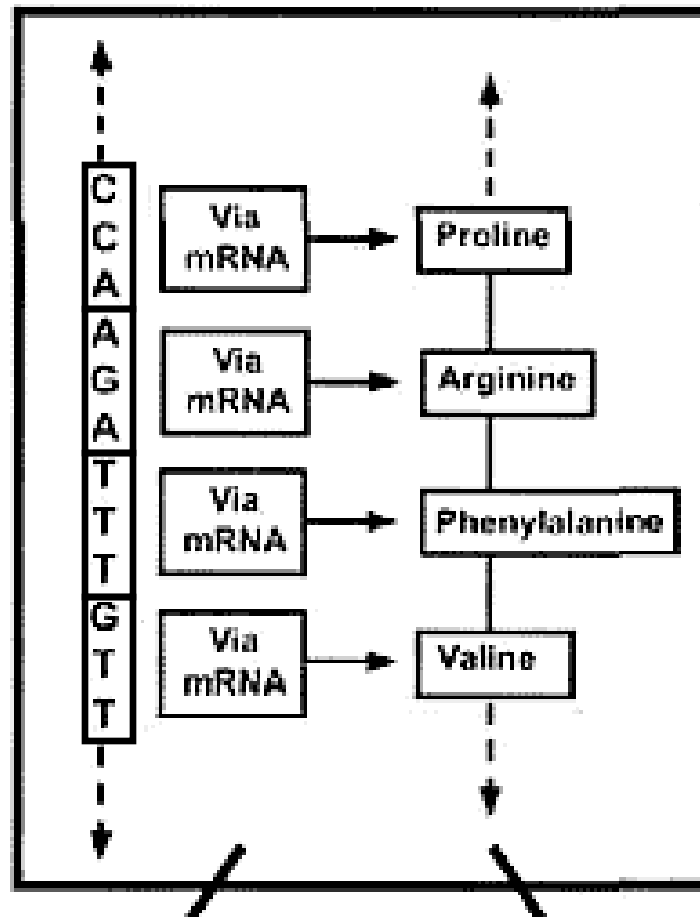 C
C
A
Via
mRNA
Proline
A
G
A
Via
mRNA
Arginine
T
T
T
Via
mRNA
Phenylalanine
G
T
T
Via
mRNA
Valine